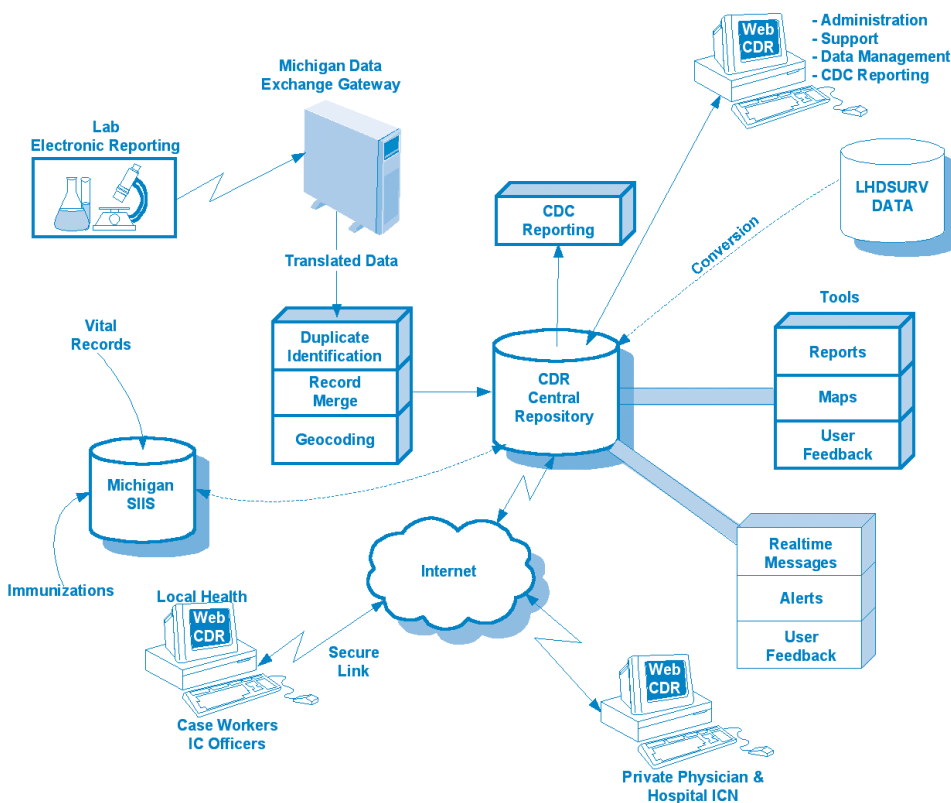 Web
CDR
- Administration
- Support
- Data Management
- CDC Reporting
Michigan Data
Exchange Gateway
Lab
Electronic Reporting
LHDSURV
DATA
CDC
Reporting
Conversion
Translated Data
Tools
Vital
Records
Duplicate
Identification
Record
Merge
Geocoding
CDR
Central
Repository
Reports
Maps
User
Feedback
Michigan
SIIS
Realtime
Messages
Alerts
User
Feedback
Internet
Immunizations
Local Health
Web
CDR
Secure
Link
Case Workers
IC Officers
Web
CDR
Private Physician &
Hospital ICN